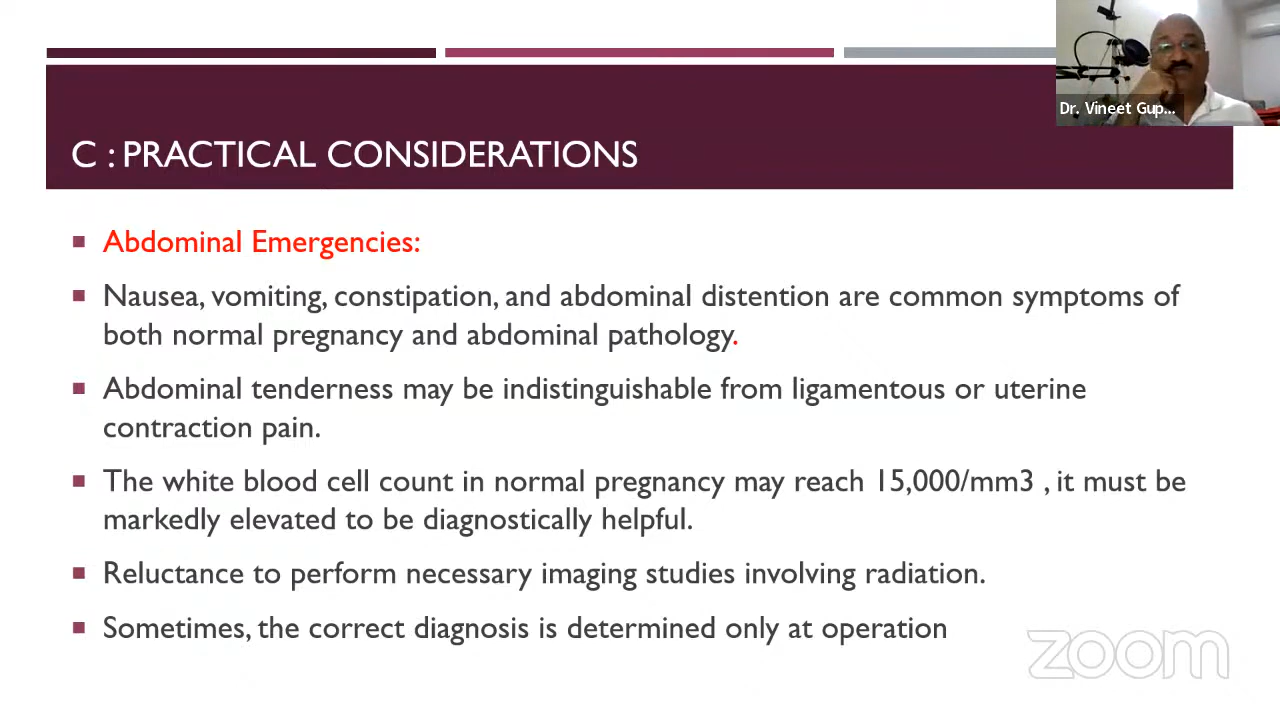 Dr. Vineet Gup...
C : PRACTICAL CONSIDERATIONS
Abdominal Emergencies:
Nausea, vomiting, constipation, and abdominal distention are common symptoms of
both normal pregnancy and abdominal pathology.
Abdominal tenderness may be indistinguishable from ligamentous or uterine
contraction pain.
The white blood cell count in normal pregnancy may reach 15,000/mm3 , it must be
markedly elevated to be diagnostically helpful.
Reluctance to perform necessary imaging studies involving radiation.
Sometimes, the correct diagnosis is determined only at operation
zoom